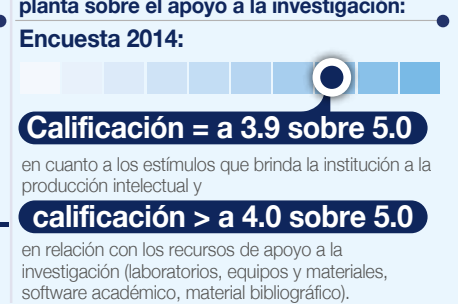 planta sobre el apoyo a la investigación:
Encuesta 2014:
Calificación = a 3.9 sobre 5.0
en cuanto a los estímulos que brinda la institución a la
producción intelectual y
calificación > a 4.0 sobre 5.0
en relación con los recursos de apoyo a la
investigación (laboratorios, equipos y materiales,
software académico, material bibliográfico).